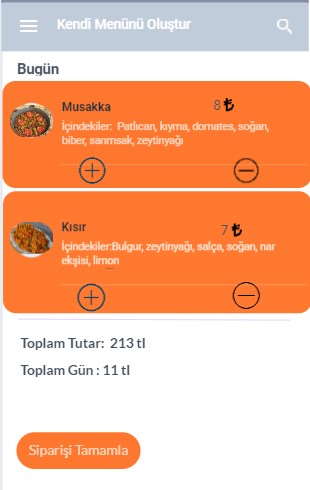 Kendi Menünü Oluştur
Bugün
Musakka
8 ₺
İçindekiler: Patlıcan, kıyma, domates, soğan,
biber, sarımsak, zeytinyağı
Kısır
7 ₺
İçindekiler:Bulgur, zeytinyağı, salça, soğan, nar
ekşisi, limon
Toplam Tutar: 213 tl
Toplam Gün : 11 tl
Siparişi Tamamla